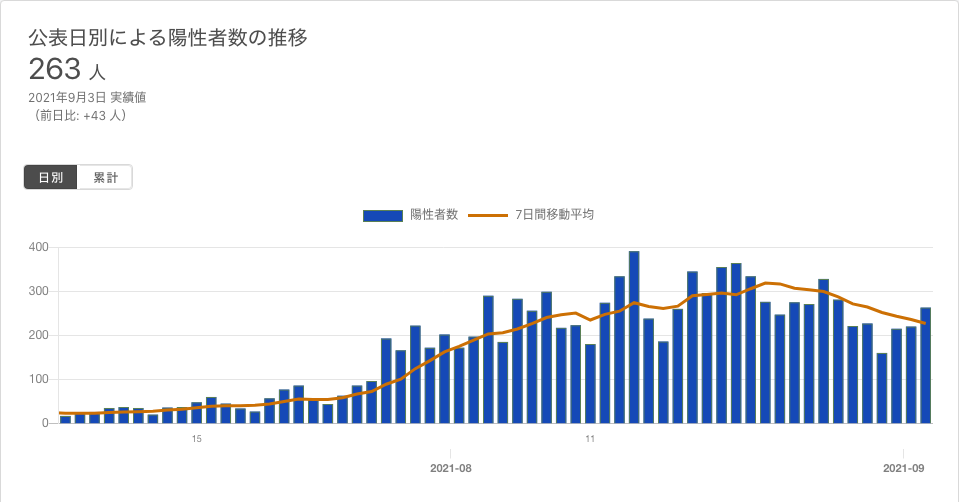 公表日別による陽性者数の推移
263 人
2021年9月3日 実績値
（前日比: +43 人）
日別 累計
陽性者数 7日間移動平均
400
300
200
100
0
15 11
2021-08 2021-09